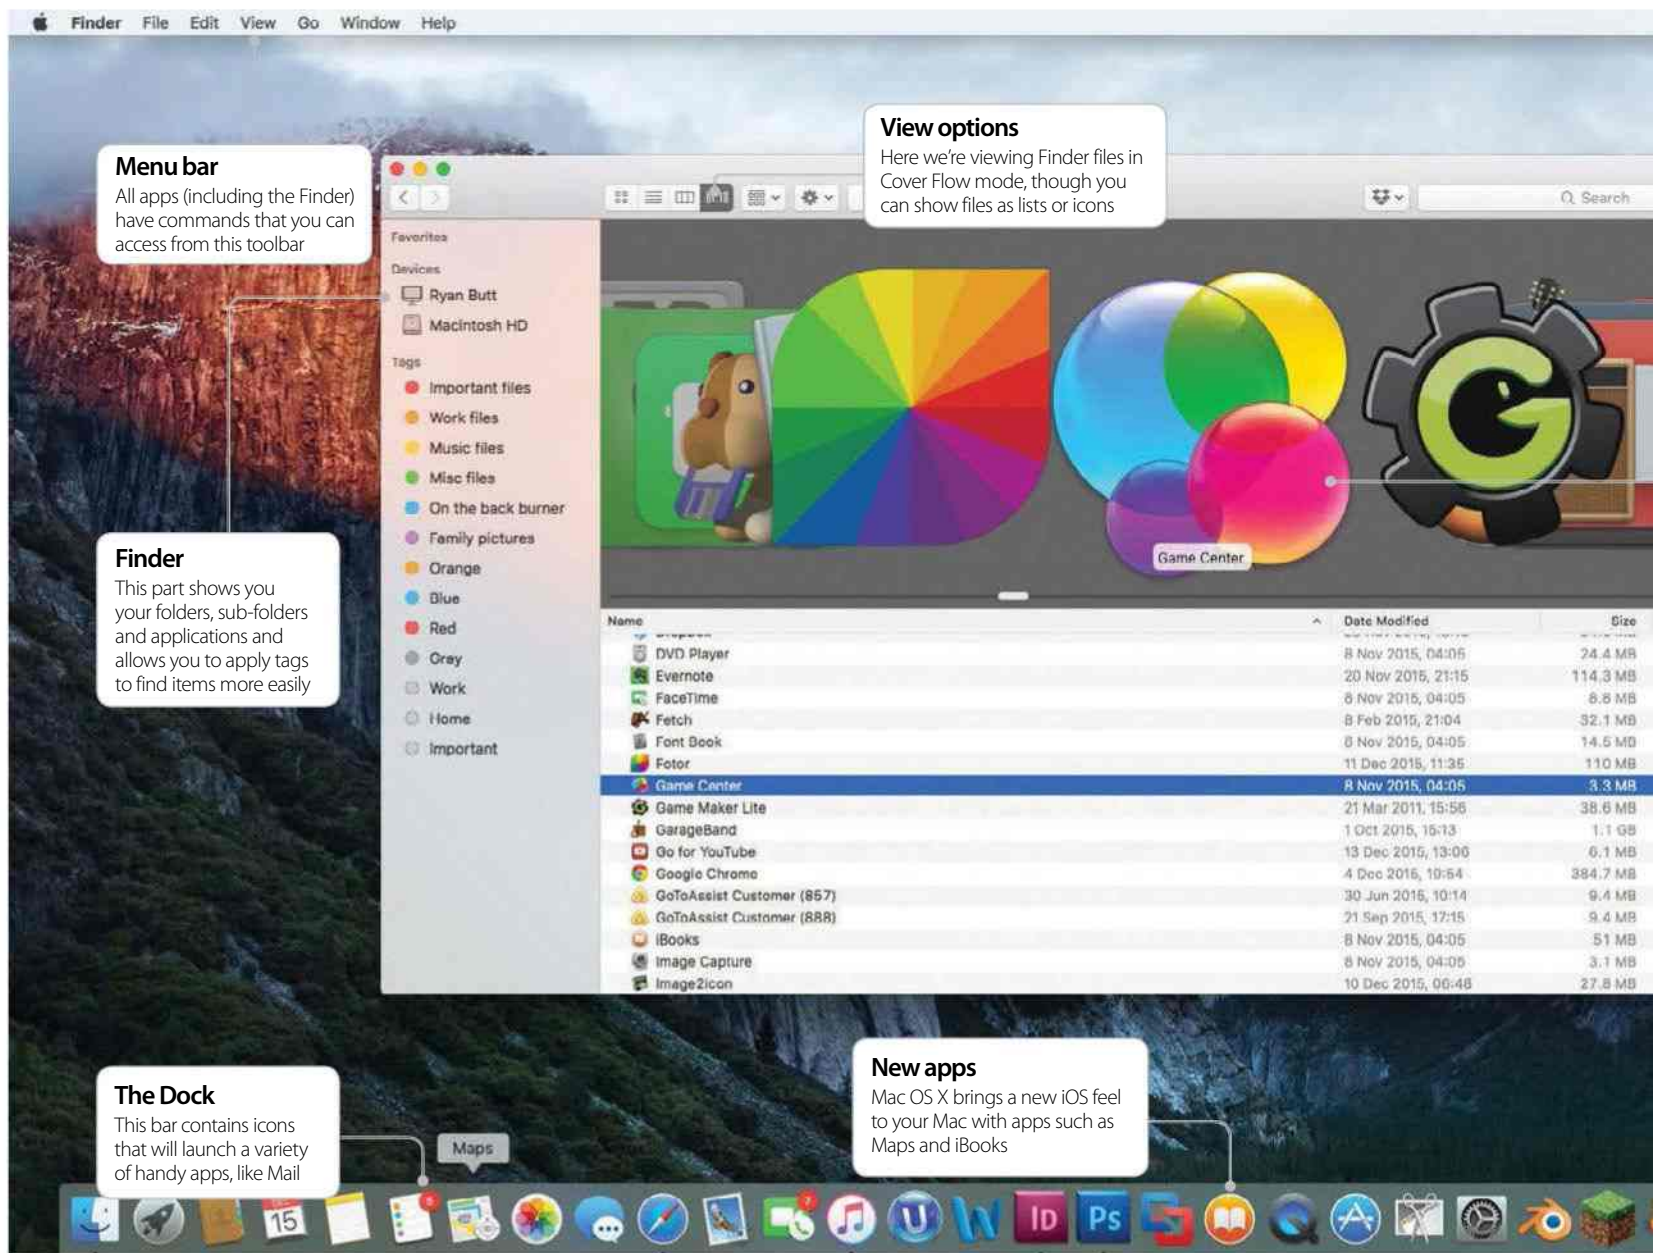 Finder File Edit View Go Window Help
View options
Here we're viewing Finder files in
Cover Flow mode, though you
can show files as lists or icons
Menu bar
All apps (including the Finder)
have commands that you can
access from this toolbar
Search
Favorites
Devices
Ryan Butt
Macintosh HD
Tags
Important files
Work files
Music files
Misc files
On the back burner
Family pictures
Orange
Blue
Red
Gray
Work
Home
Important
Finder
This part shows you
your folders, sub-folders
and applications and
allows you to apply tags
to find items more easily
Game Center
Name Date Modified Size
Dropbox
DVD Player 8 Nov 2015, 04:05 24.4 MB
Evernote 20 Nov 2015, 21:15 114.3 MB
FaceTime 8 Nov 2015, 04:05 8.8 MB
Fetch 8 Feb 2015, 21:04 32.1 MB
Font Book 8 Nov 2015, 04:05 14.5 MB
Fotor 11 Dec 2015, 11:35 110 MB
Game Center 8 Nov 2015, 04:05 3.3 MB
Game Maker Lite 21 Mar 2011, 15:56 38.6 MB
GarageBand 1 Oct 2015, 15:13 1.1 GB
Go for YouTube 13 Dec 2015, 13:00 6.1 MB
Google Chrome 4 Dec 2015, 10:54 384.7 MB
GoToAssist Customer (857) 30 Jun 2015, 10:14 9.4 MB
GoToAssist Customer (888) 21 Sep 2015, 17:15 9.4 MB
iBooks 8 Nov 2015, 04:05 51 MB
Image Capture 8 Nov 2015, 04:05 3.1 MB
Image2icon 10 Dec 2015, 00:46 27.8 MB
The Dock
This bar contains icons
that will launch a variety
of handy apps, like Mail
New apps
Mac OS X brings a new iOS feel
to your Mac with apps such as
Maps and iBooks
Maps
DEC
15
5
7
ID
Ps